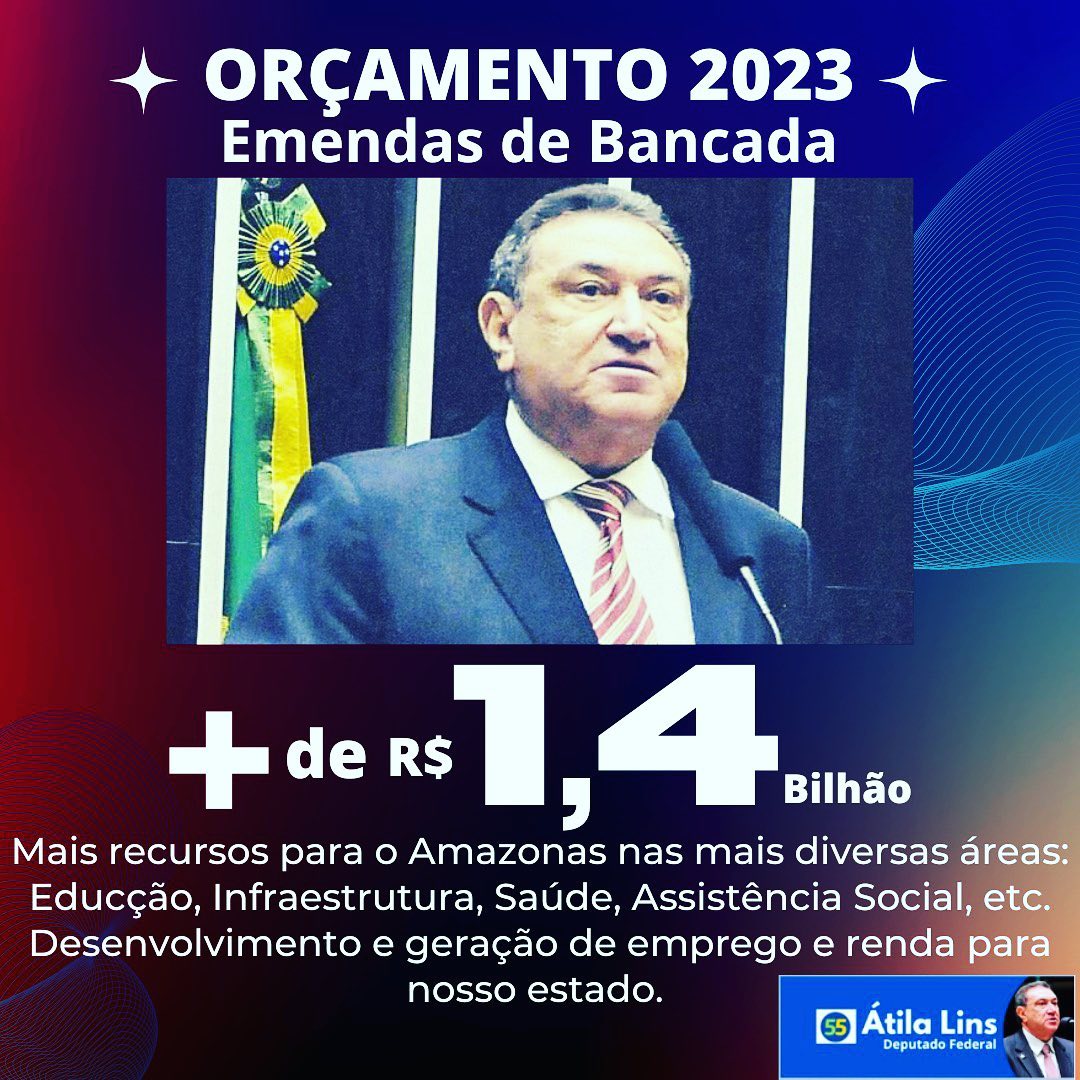 ORÇAMENTO 2023
Emendas de Bancada
+ de R$ 1,4 Bilhão
Mais recursos para o Amazonas nas mais diversas áreas:
Educção, Infraestrutura, Saúde, Assistência Social, etc.
Desenvolvimento e geração de emprego e renda para
nosso estado.
55 Átila Lins
Deputado Federal